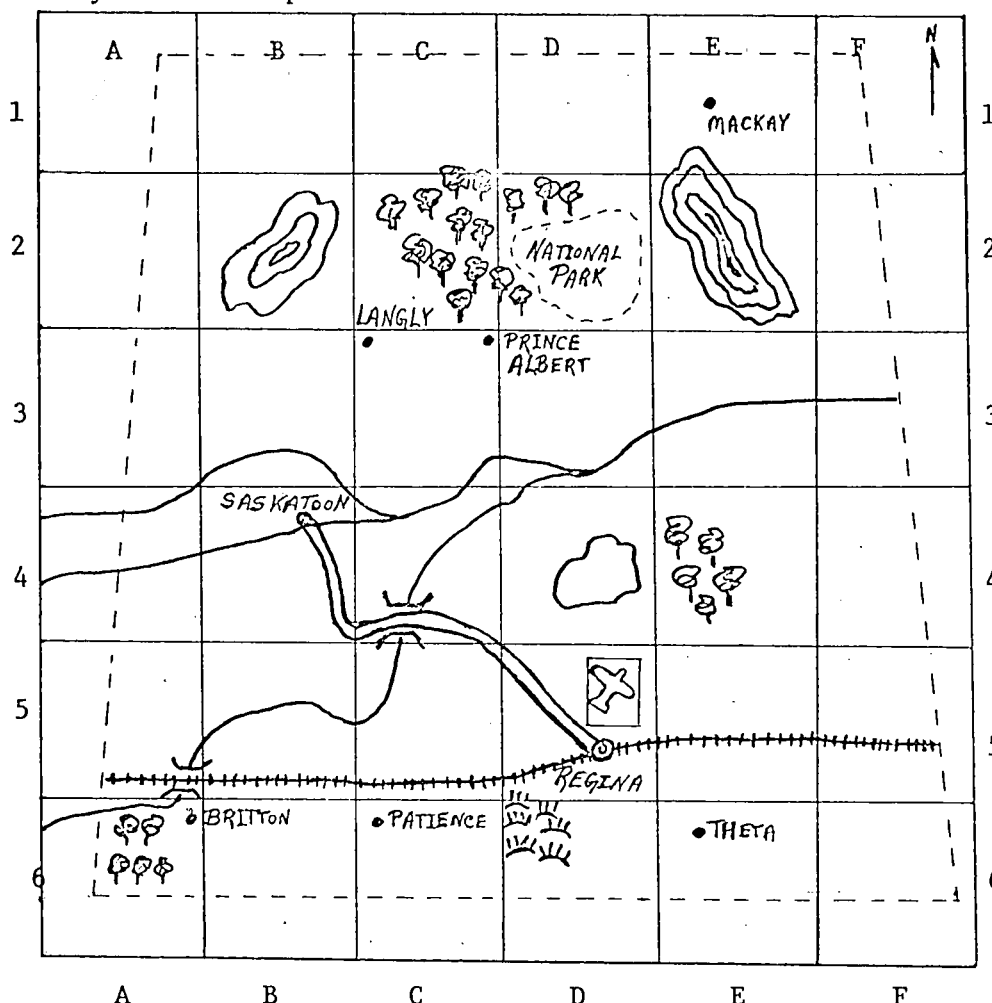 A B C D E F N
1 1
MACKAY
2 2
NATIONAL
PARK
LANGLY
PRINCE
ALBERT
3 3
SASKATOON
4 4
5 5
REGINA
BRITTON PATIENCE THETA
6 6
A B C D E F